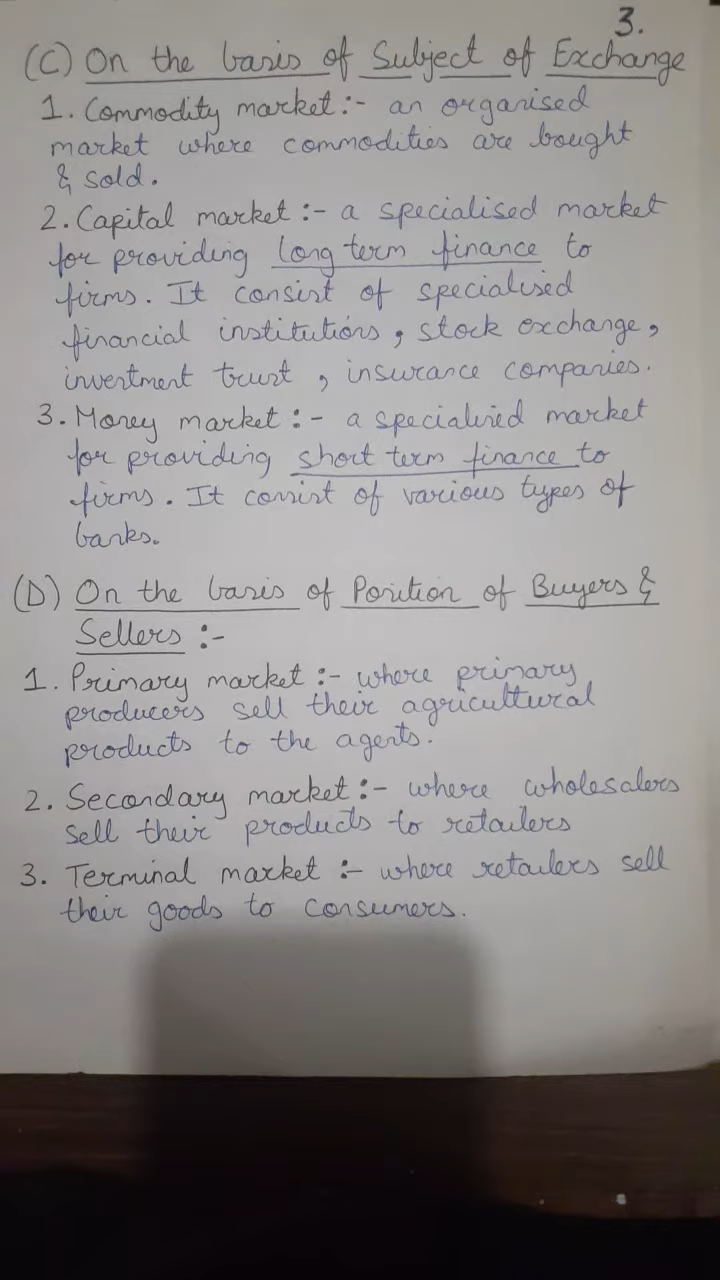 3.
(C) On the basis of Subject of Exchange
1. Commodity market :- an organised
market where commodities are bought
& sold.
2. Capital market :- a specialised market
for providing long term finance to
firms. It consist of specialised
financial institutions, stock exchange,
investment trust, insurance companies.
3. Money market :- a specialised market
for providing short term finance to
firms. It consist of various types of
banks.
(D) On the basis of Position of Buyers &
Sellers :-
1. Primary market :- where primary
producers sell their agricultural
products to the agents.
2. Secondary market :- where wholesalers
sell their products to retailers
3. Terminal market :- where retailers sell
their goods to consumers.